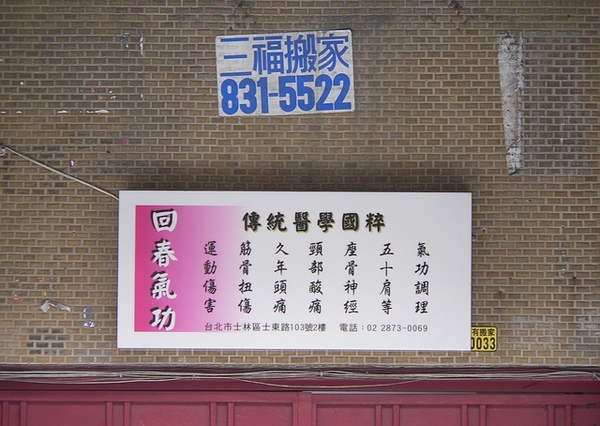 三福搬家
831-5522
回春氣功
傳統醫學國粹
運動傷害
筋骨扭傷
久年頭痛
頸部酸痛
座骨神經
五十肩等
氣功調理
台北市士林區士東路103號2樓 電話：02 2873-0069
有搬家
0033